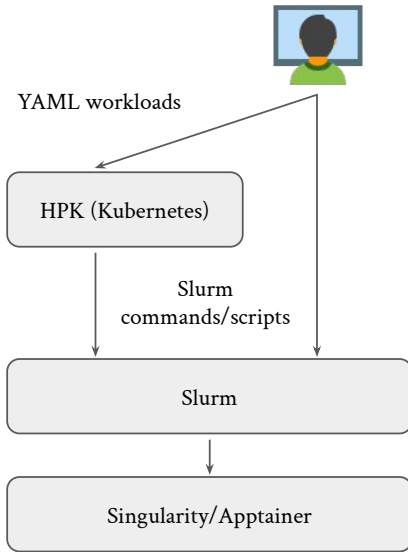 YAML workloads
HPK (Kubernetes)
Slurm
commands/scripts
Slurm
Singularity/Apptainer